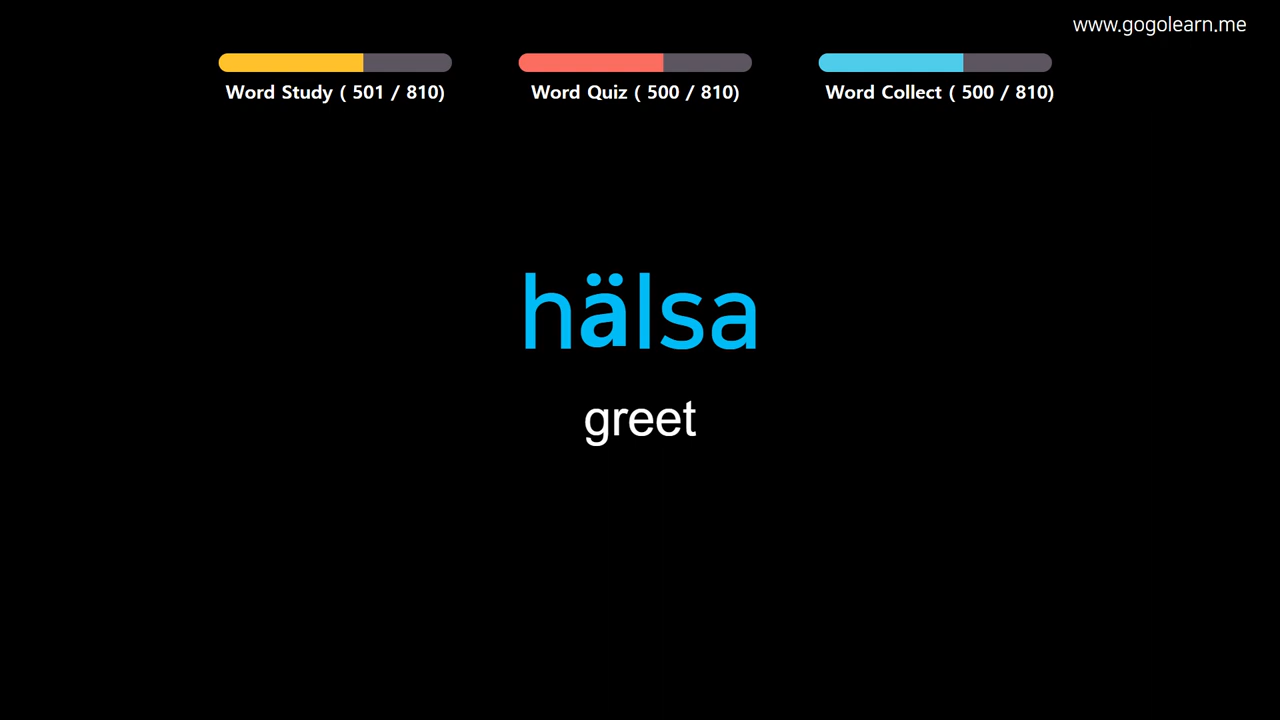 www.gogolearn.me
Word Study ( 501 / 810)
Word Quiz ( 500 / 810)
Word Collect ( 500 / 810)
hälsa
greet